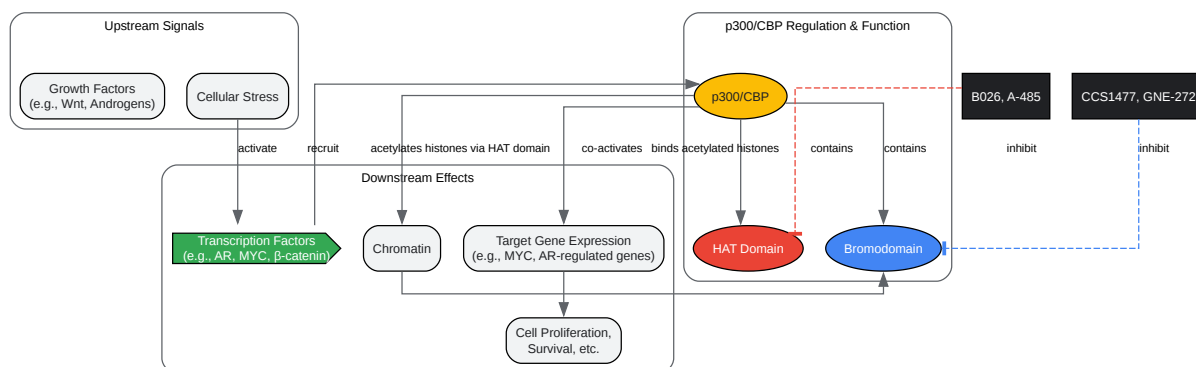 Upstream Signals
p300/CBP Regulation & Function
Growth Factors
(e.g., Wnt, Androgens)
Cellular Stress
p300/CBP
B026, A-485
CCS1477, GNE-272
activate
recruit
acetylates histones via HAT domain
co-activates
binds acetylated histones
contains
contains
inhibit
inhibit
Downstream Effects
Transcription Factors
(e.g., AR, MYC, β-catenin)
Chromatin
Target Gene Expression
(e.g., MYC, AR-regulated genes)
HAT Domain
Bromodomain
Cell Proliferation,
Survival, etc.